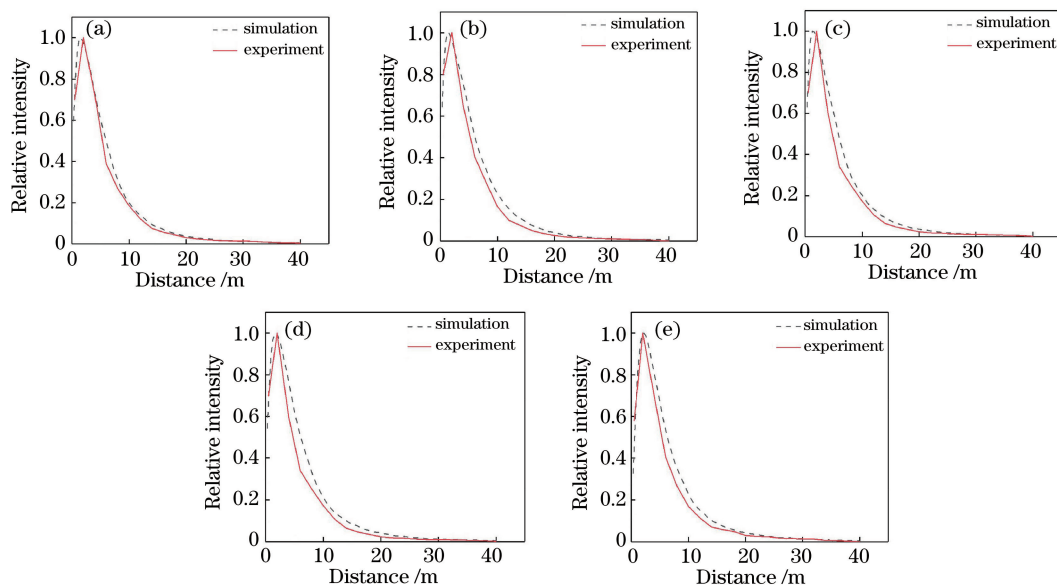 (a)
simulation
experiment
1.0
0.8
0.6
0.4
0.2
0
0 10 20 30 40
Relative intensity
Distance /m
(b)
simulation
experiment
1.0
0.8
0.6
0.4
0.2
0
0 10 20 30 40
Relative intensity
Distance /m
(c)
simulation
experiment
1.0
0.8
0.6
0.4
0.2
0
0 10 20 30 40
Relative intensity
Distance /m
(d)
simulation
experiment
1.0
0.8
0.6
0.4
0.2
0
0 10 20 30 40
Relative intensity
Distance /m
(e)
simulation
experiment
1.0
0.8
0.6
0.4
0.2
0
0 10 20 30 40
Relative intensity
Distance /m